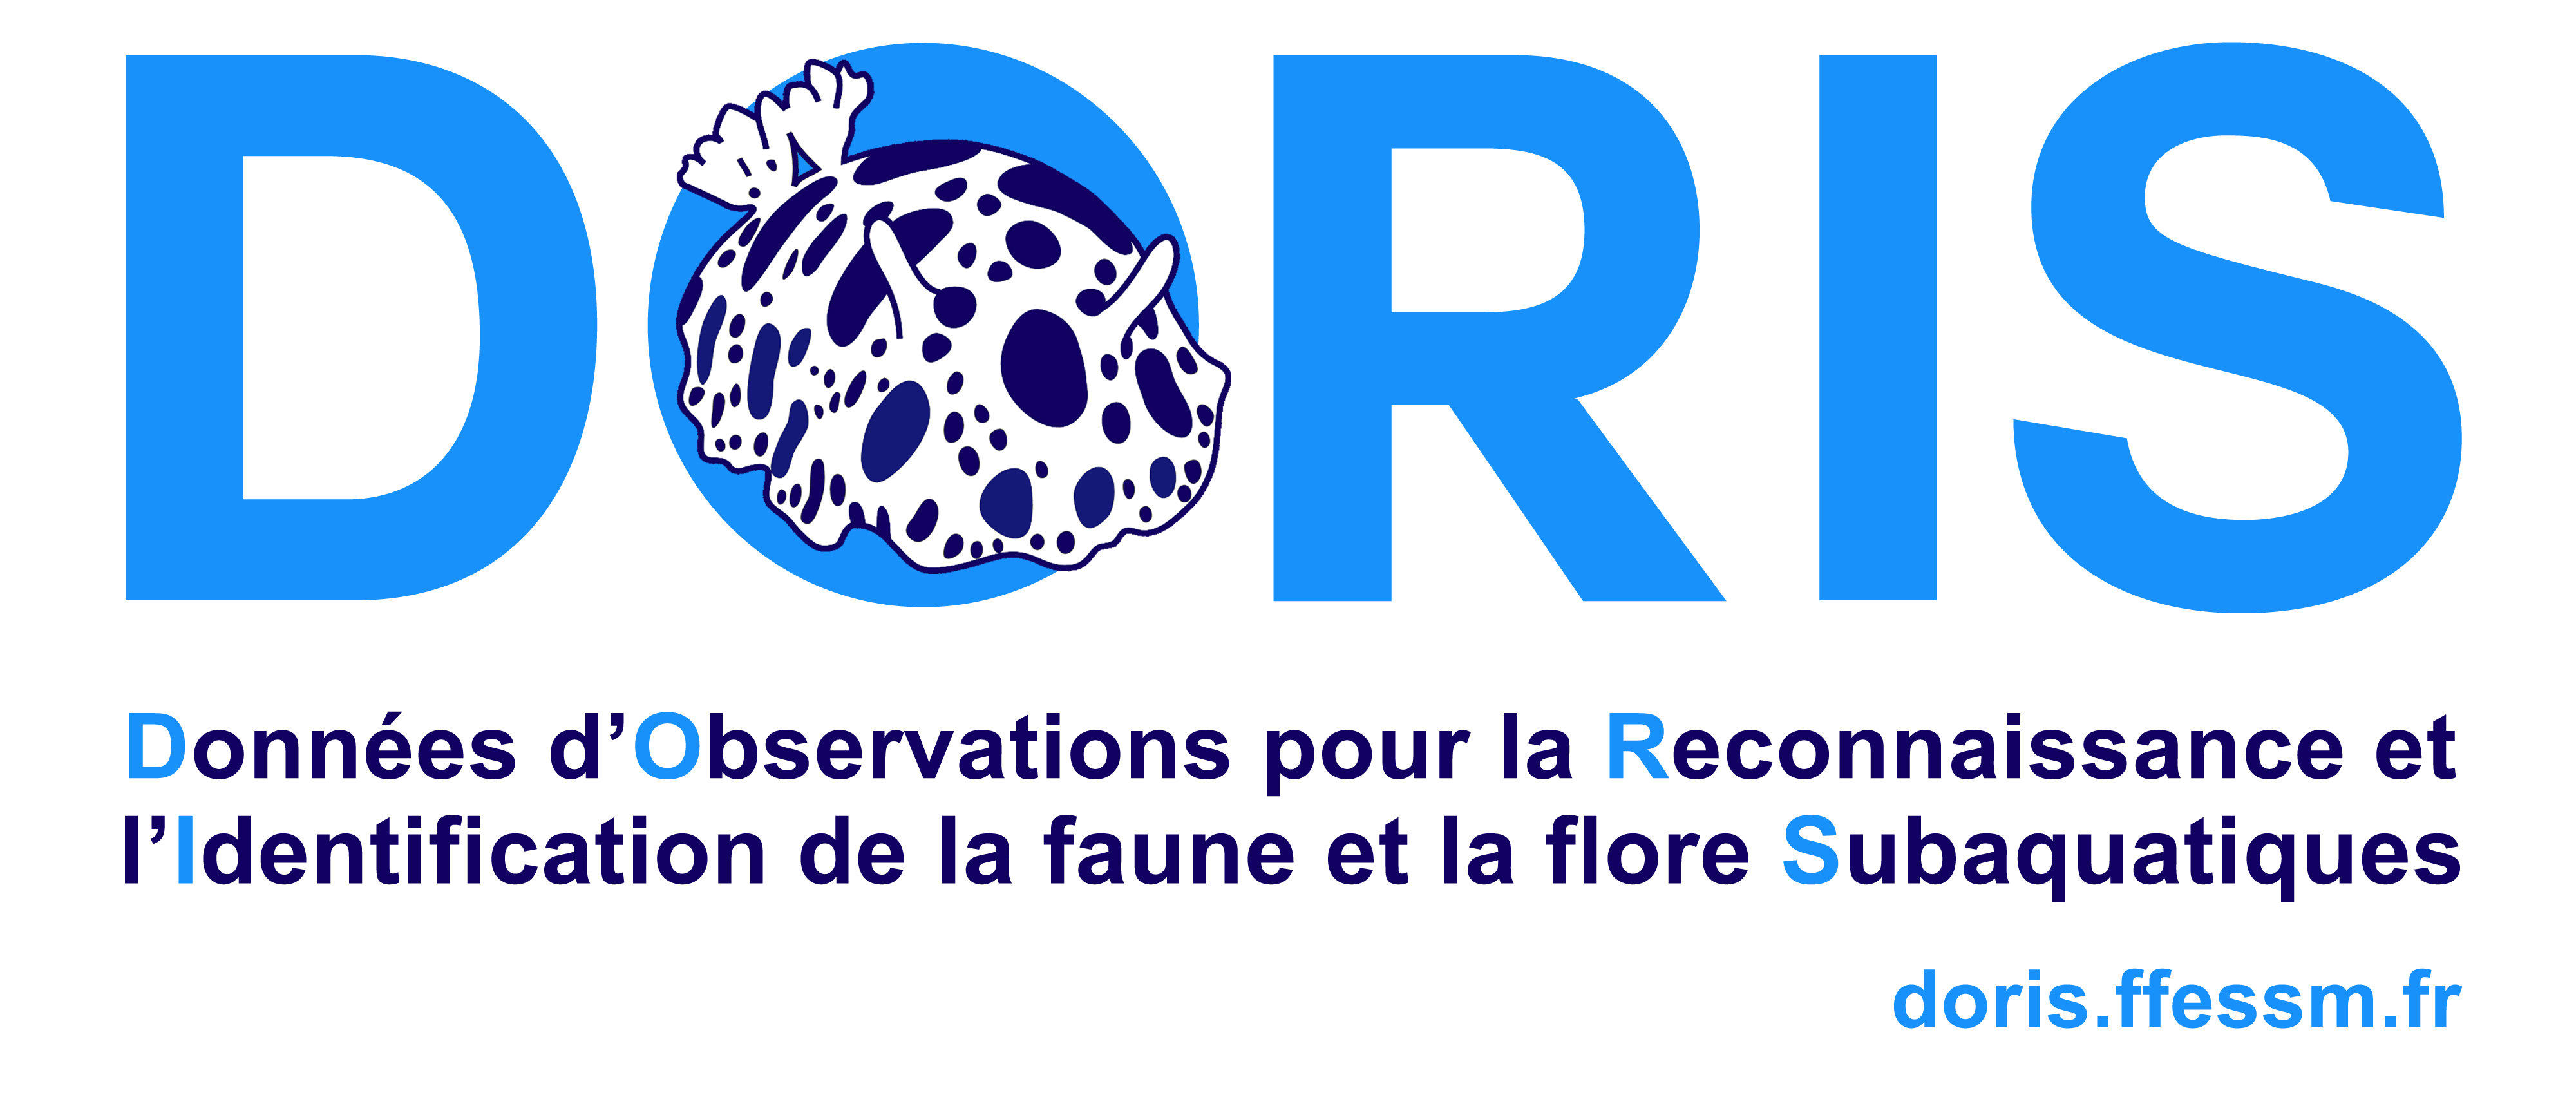 DORIS
Données d’Observations pour la Reconnaissance et
l’Identification de la faune et la flore Subaquatiques
doris.ffessm.fr